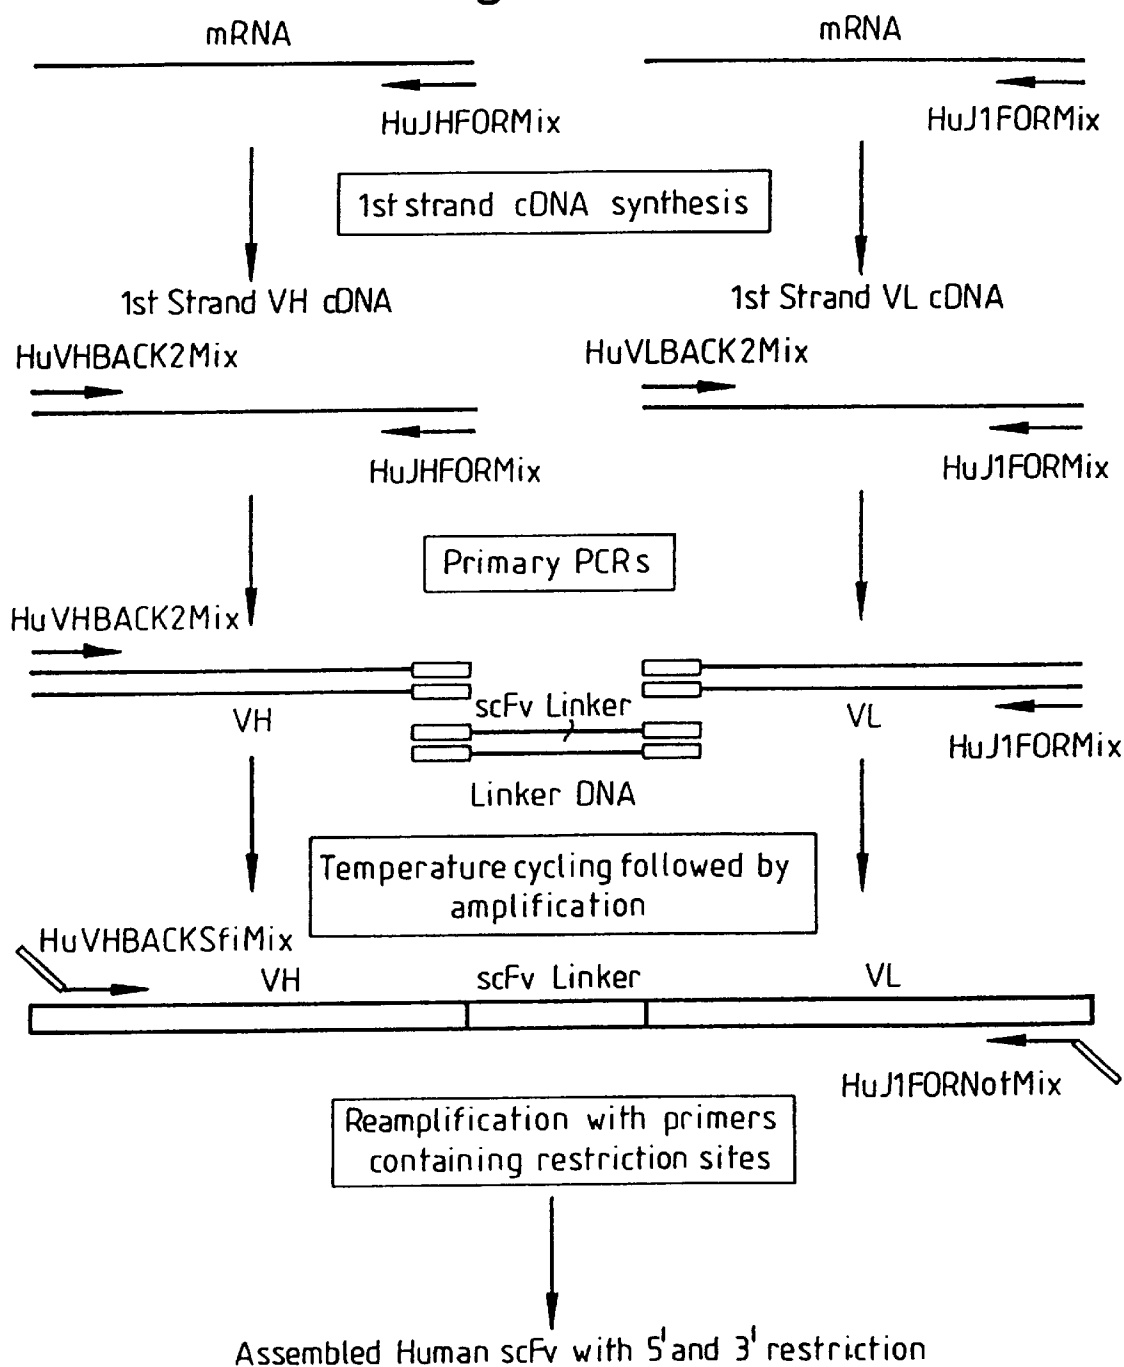 mRNA
mRNA
HuJHFORMix
HuJ1FORMix
1st strand cDNA synthesis
1st Strand VH cDNA
1st Strand VL cDNA
HuVHBACK2Mix
HuVLBACK2Mix
HuJHFORMix
HuJ1FORMix
Primary PCRs
HuVHBACK2Mix
scFv Linker
VH
VL
HuJ1FORMix
Linker DNA
Temperature cycling followed by
amplification
HuVHBACKSfiMix
VH
scFv Linker
VL
HuJ1FORNotMix
Reamplification with primers
containing restriction sites
Assembled Human scFv with 5' and 3' restriction